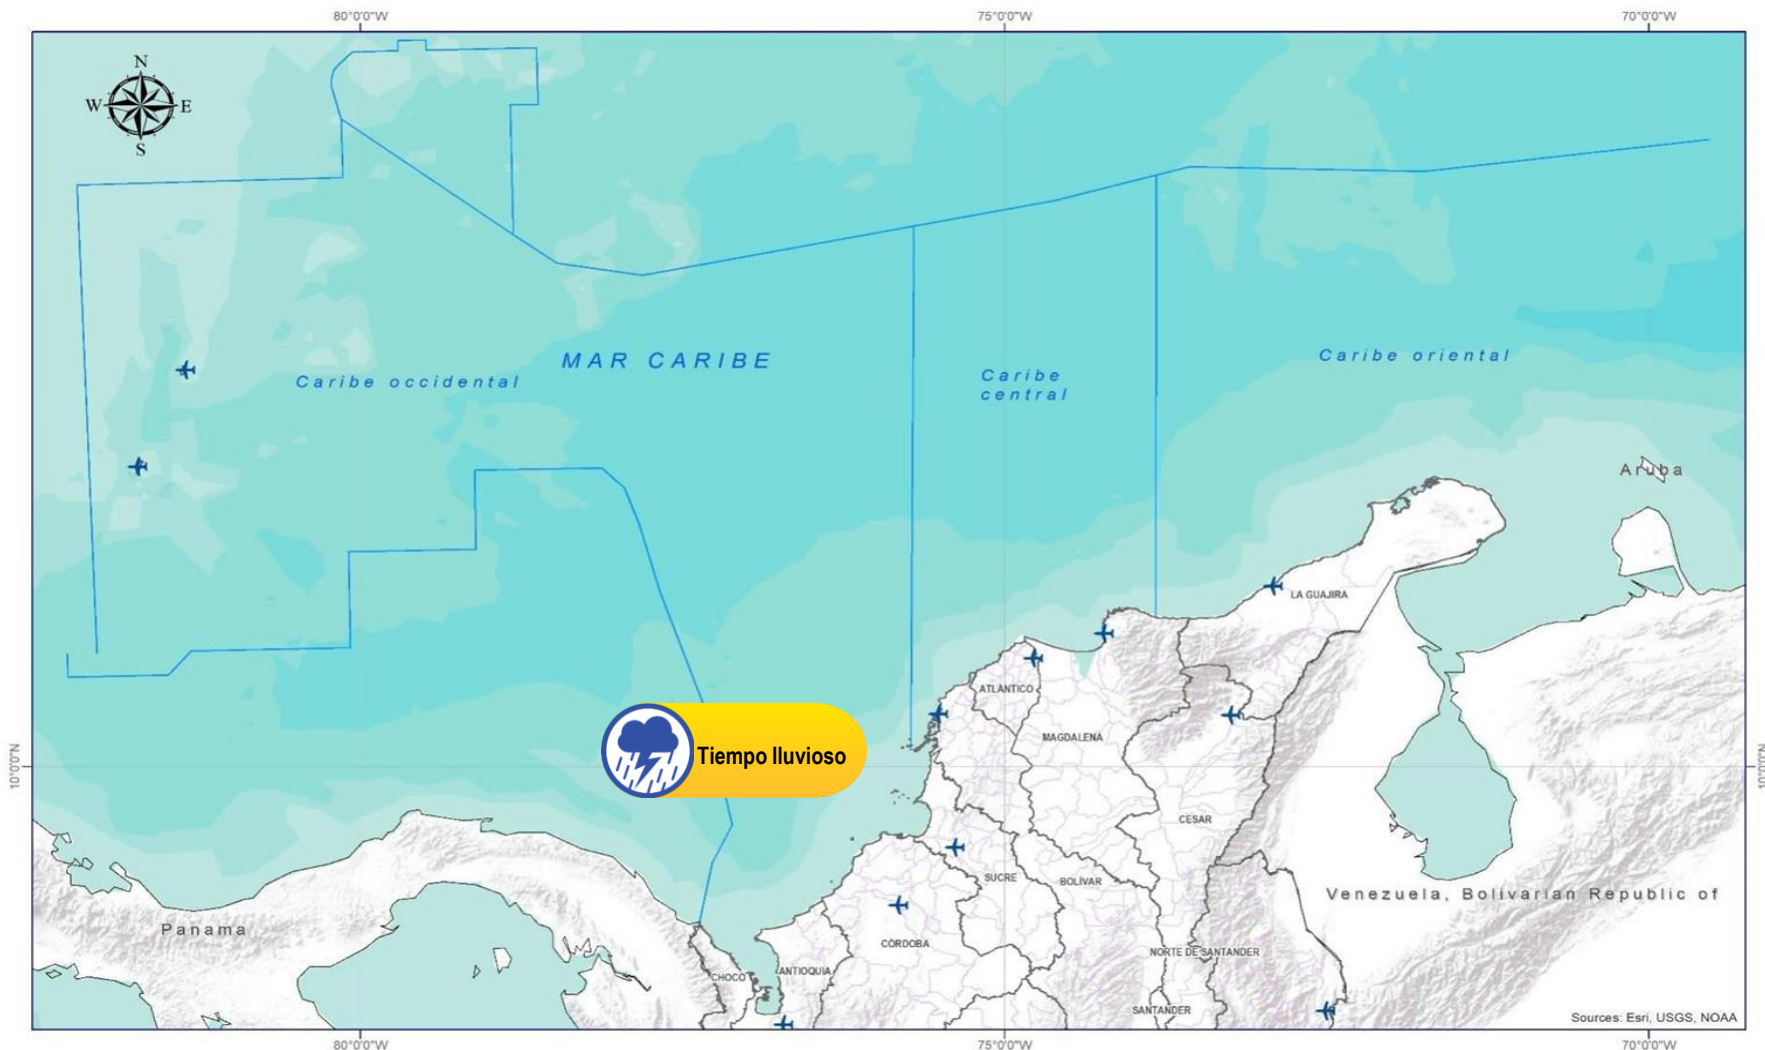 80°0'0"W
75°0'0"W
70°0'0"W
N
W
E
S
MAR CARIBE
Caribe occidental
Caribe
central
Caribe oriental
Aruba
LA GUAJIRA
ATLANTICO
MAGDALENA
Tiempo lluvioso
10°0'0"N
10°0'0"N
CESAR
SUCRE
BOLÍVAR
Venezuela, Bolivarian Republic of
Panama
CÓRDOBA
NORTE DE SANTANDER
CHOCO
ANTIOQUIA
SANTANDER
Sources: Esri, USGS, NOAA
80°0'0"W
75°0'0"W
70°0'0"W